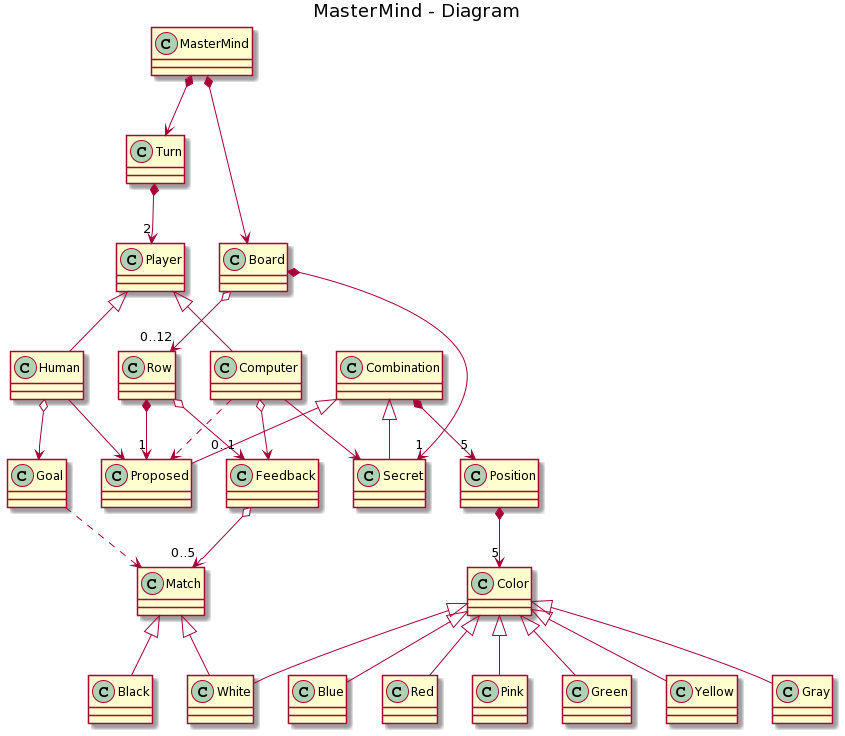 MasterMind - Diagram
C MasterMind
C Turn
2
C Player
C Board
0..12
C Human
C Row
C Computer
C Combination
1
0..1
1
5
C Goal
C Proposed
C Feedback
C Secret
C Position
0..5
5
C Match
C Color
C Black
C White
C Blue
C Red
C Pink
C Green
C Yellow
C Gray